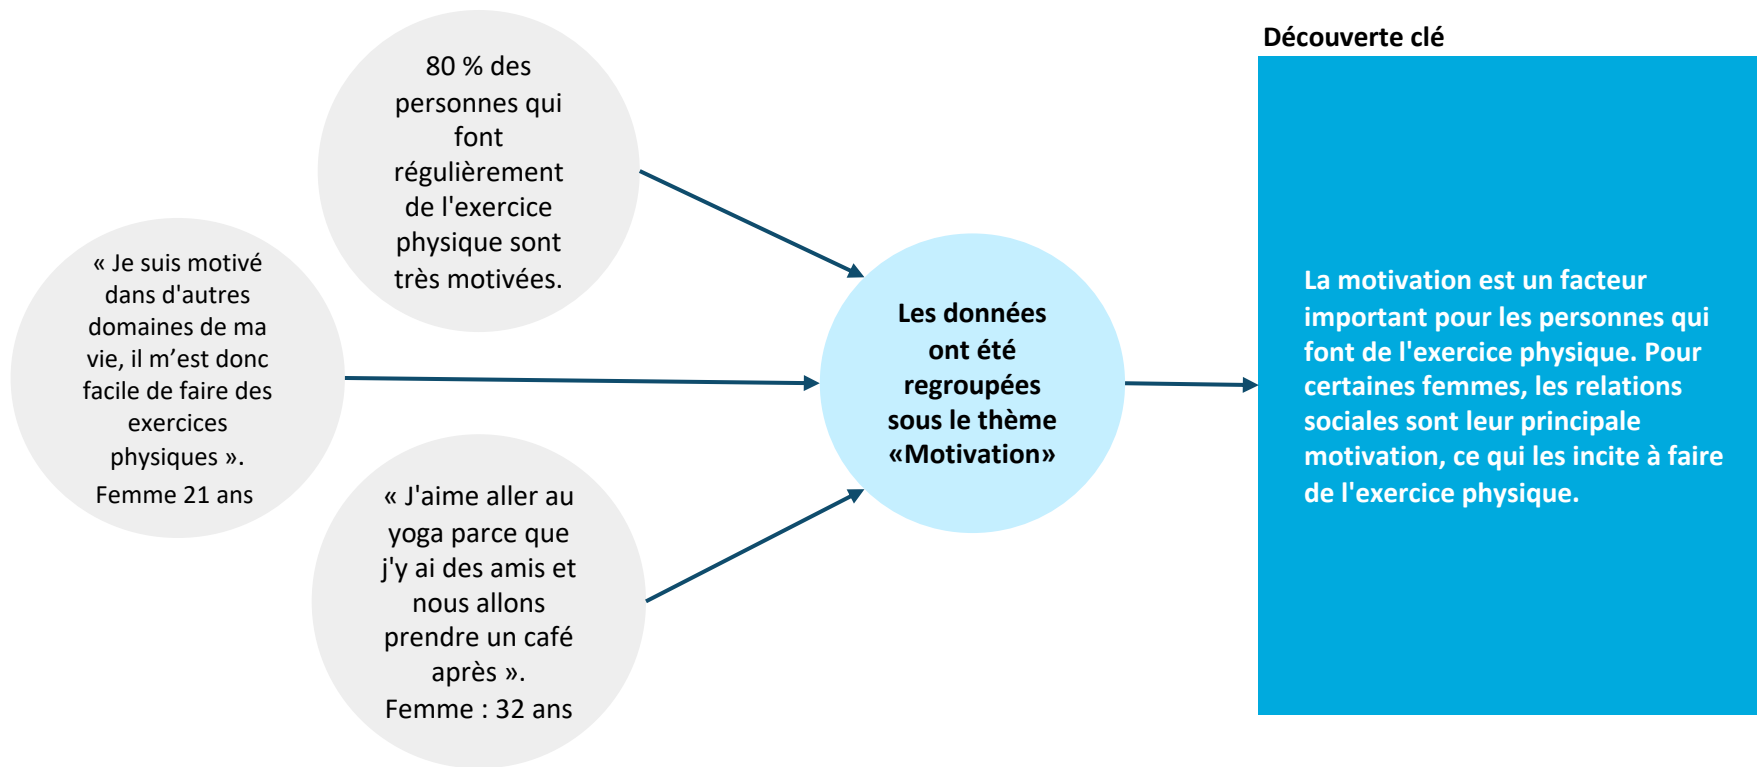 80 % des
personnes qui
font
régulièrement
de l'exercice
physique sont
très motivées.
« Je suis motivé
dans d'autres
domaines de ma
vie, il m’est donc
facile de faire des
exercices
physiques ».
Femme 21 ans
« J'aime aller au
yoga parce que
j'y ai des amis et
nous allons
prendre un café
après ».
Femme : 32 ans
Les données
ont été
regroupées
sous le thème
«Motivation»
Découverte clé
La motivation est un facteur
important pour les personnes qui
font de l'exercice physique. Pour
certaines femmes, les relations
sociales sont leur principale
motivation, ce qui les incite à faire
de l'exercice physique.